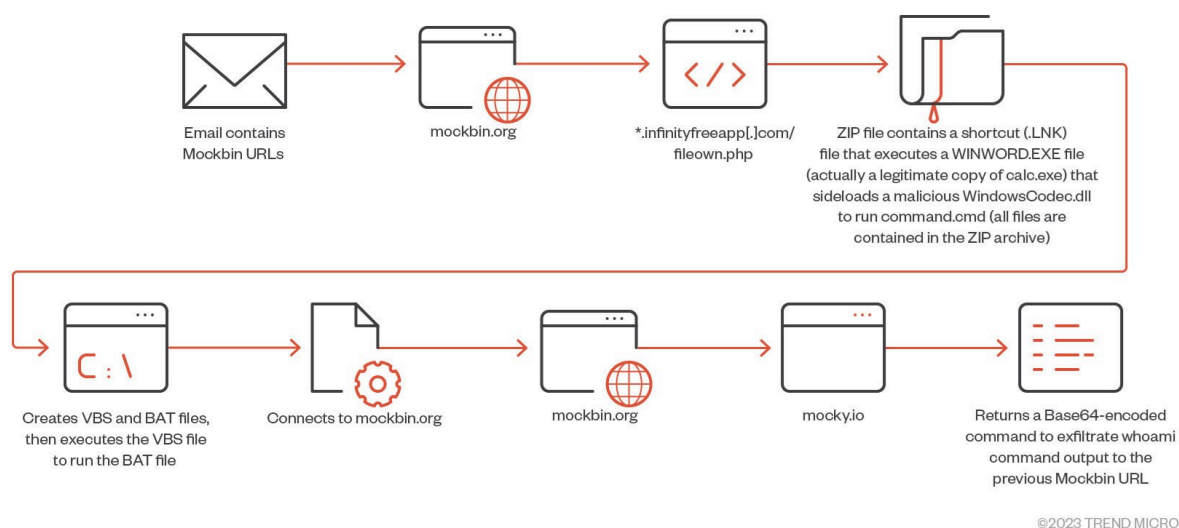 Email contains
Mockbin URLs
mockbin.org
</>
*.infinityfreeapp[.]com/
fileown.php
ZIP file contains a shortcut (.LNK)
file that executes a WINWORD.EXE file
(actually a legitimate copy of calc.exe) that
sideloads a malicious WindowsCodec.dll
to run command.cmd (all files are
contained in the ZIP archive)
C:\
Creates VBS and BAT files,
then executes the VBS file
to run the BAT file
Connects to mockbin.org
mockbin.org
mocky.io
Returns a Base64-encoded
command to exfiltrate whoami
command output to the
previous Mockbin URL
©2023 TREND MICRO